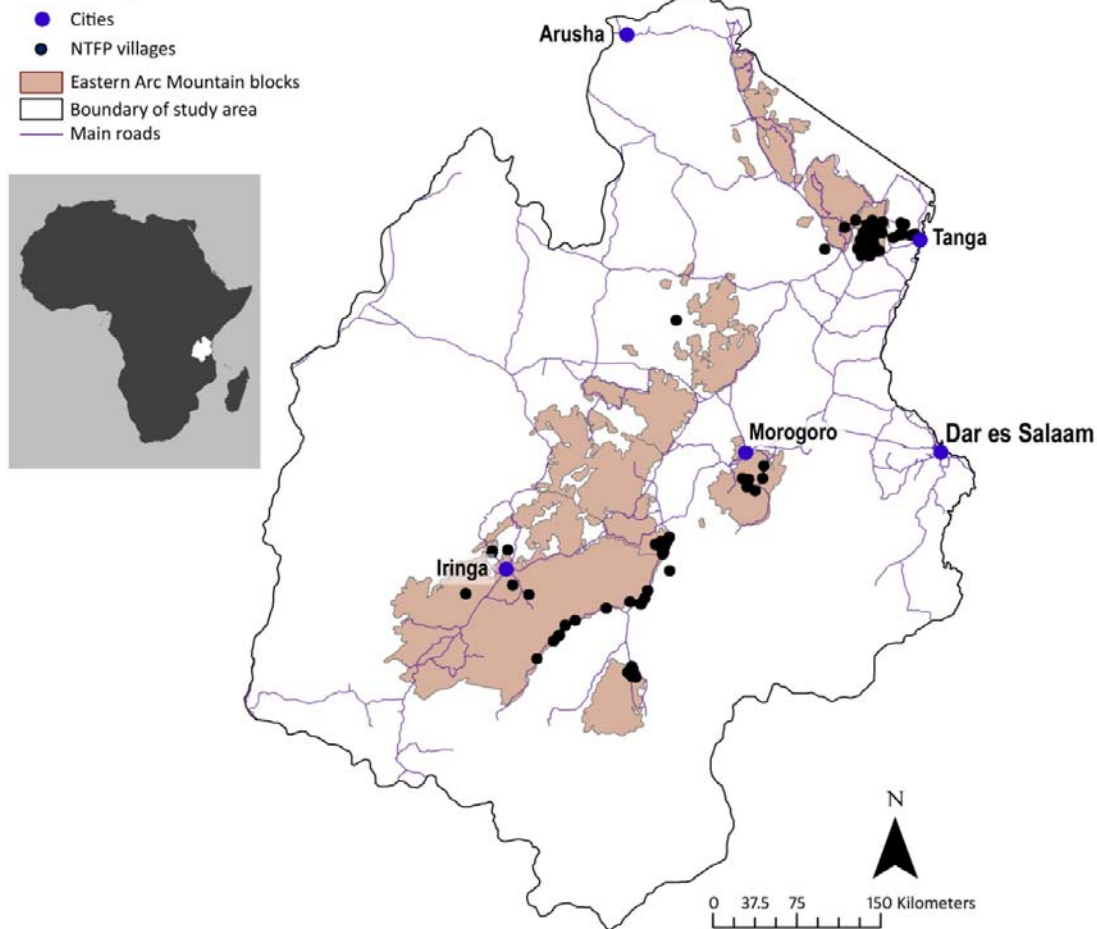 Cities
NTFP villages
Eastern Arc Mountain blocks
Boundary of study area
Main roads
Arusha
Tanga
Morogoro
Dar es Salaam
Iringa
N
0 37.5 75 150 Kilometers